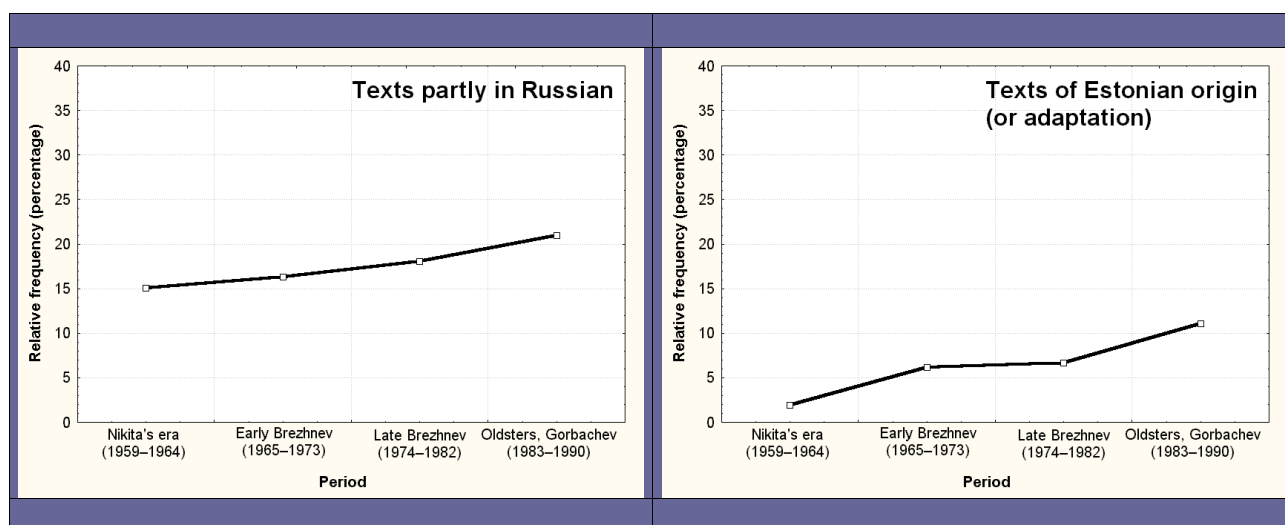 Texts partly in Russian
40
35
30
25
20
15
10
5
0
Relative frequency (percentage)
Nikita's era
(1959–1964)
Early Brezhnev
(1965–1973)
Late Brezhnev
(1974–1982)
Oldsters, Gorbachev
(1983–1990)
Period
Texts of Estonian origin
(or adaptation)
40
35
30
25
20
15
10
5
0
Relative frequency (percentage)
Nikita's era
(1959–1964)
Early Brezhnev
(1965–1973)
Late Brezhnev
(1974–1982)
Oldsters, Gorbachev
(1983–1990)
Period